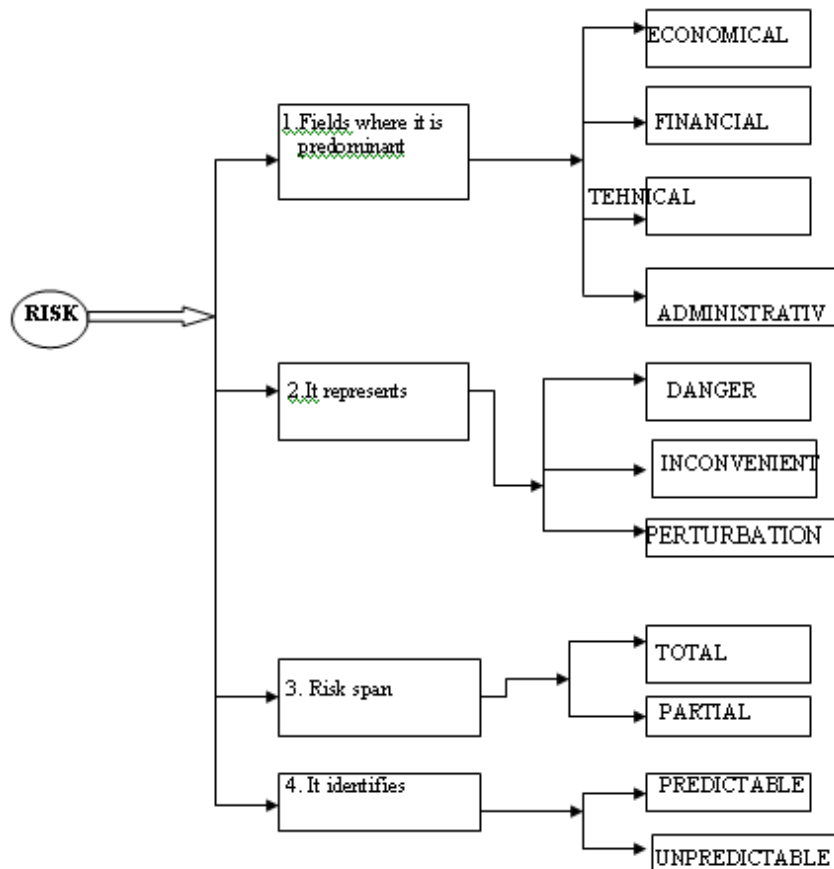 RISK
1.Fields where it is
predominant
ECONOMICAL
FINANCIAL
TEHNICAL
ADMINISTRATIV
2.It represents
DANGER
INCONVENIENT
PERTURBATION
3. Risk span
TOTAL
PARTIAL
4. It identifies
PREDICTABLE
UNPREDICTABLE